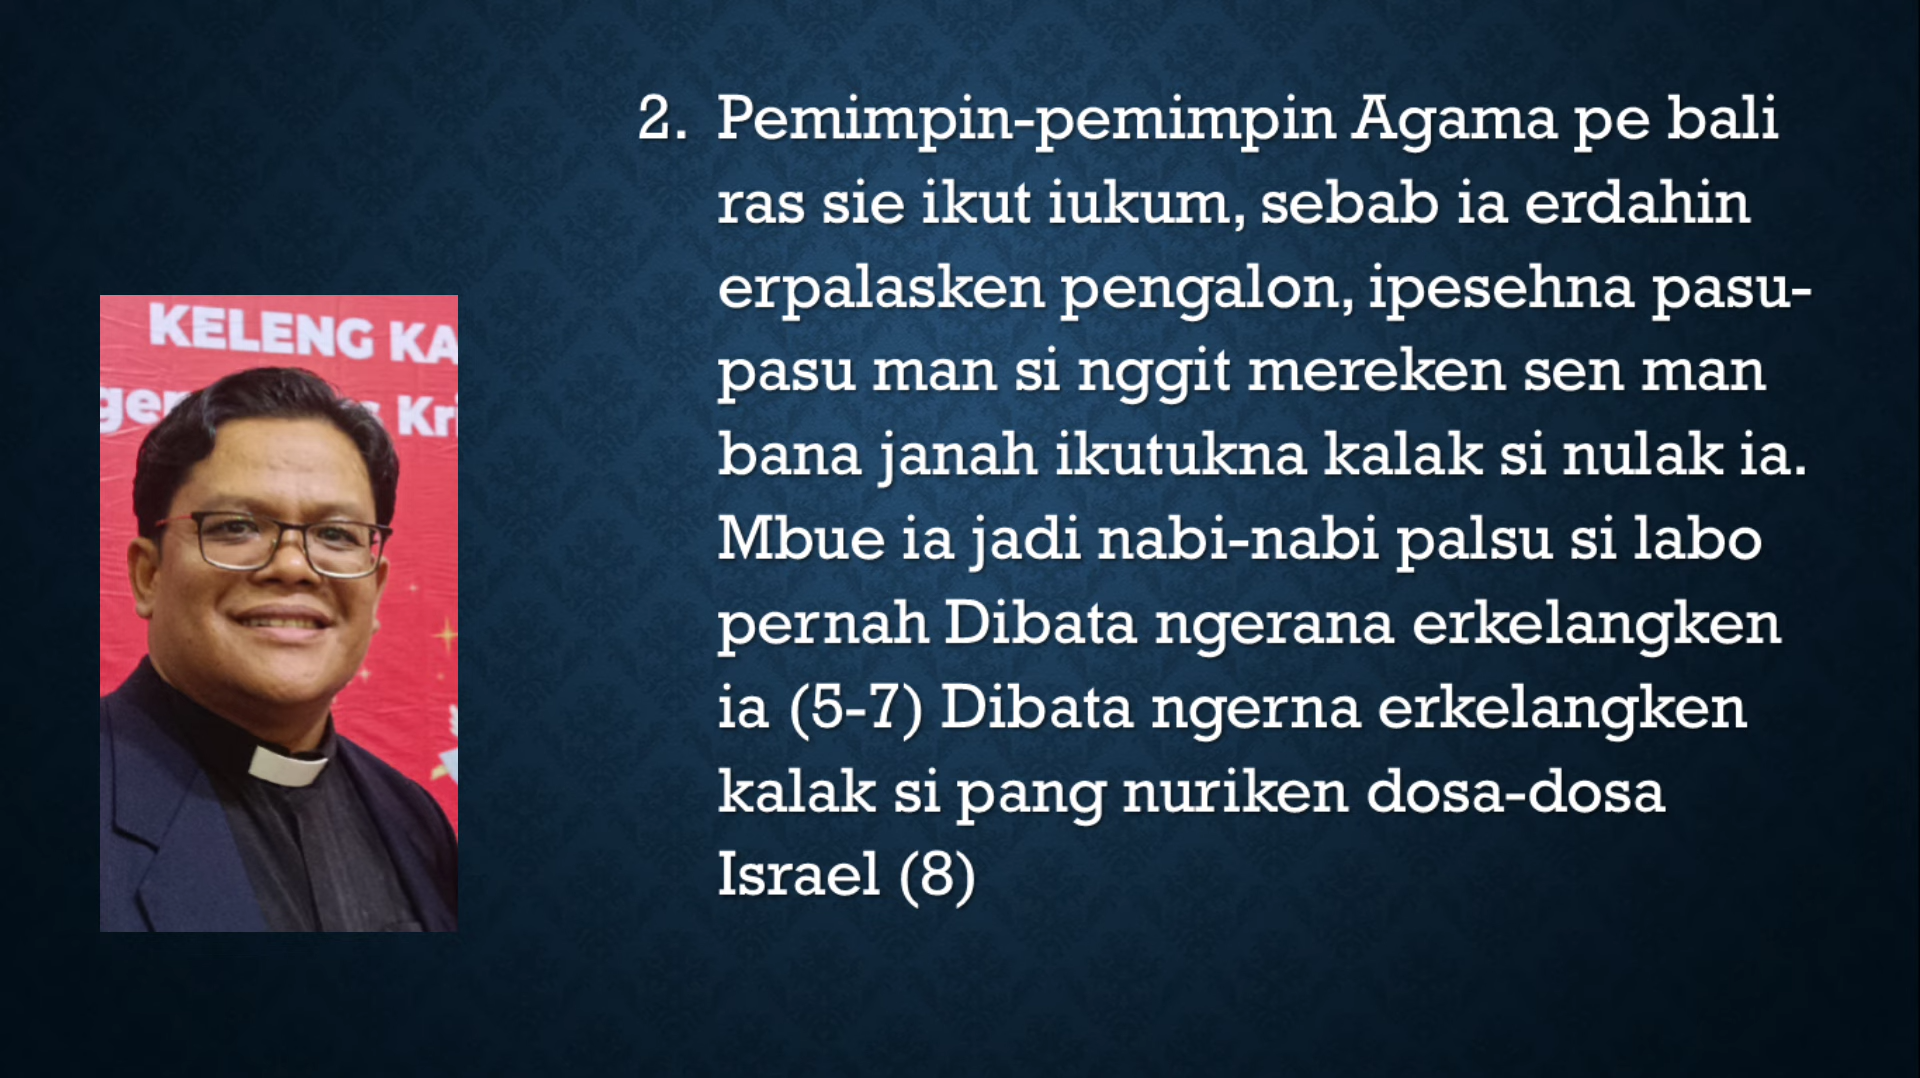 2. Pemimpin-pemimpin Agama pe bali
ras sie ikut iukum, sebab ia erdahin
erpalasken pengalon, ipesehna pasu-
pasu man si nggit mereken sen man
bana janah ikutukna kalak si nulak ia.
Mbue ia jadi nabi-nabi palsu si labo
pernah Dibata ngerana erkelangken
ia (5-7) Dibata ngerna erkelangken
kalak si pang nuriken dosa-dosa
Israel (8)
KELENG KA
ger
Kri